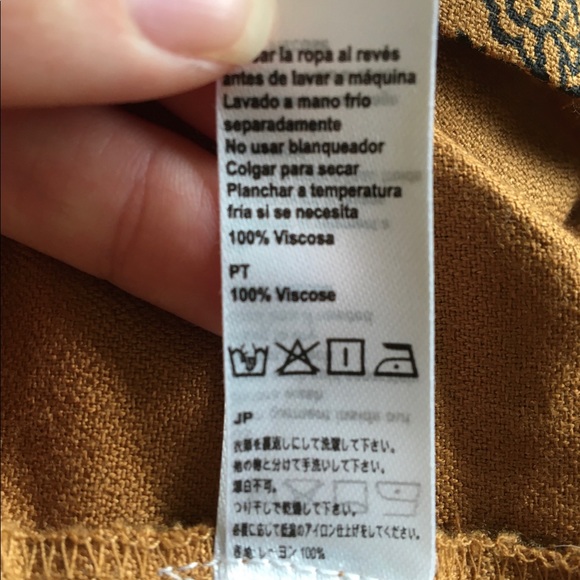 la ropa al revés
antes de lavar a máquina
Lavado a mano frío
separadamente
No usar blanqueador
Colgar para secar
Planchar a temperatura
fría si se necesita
100% Viscosa
PT
100% Viscose
JP
衣類を裏返しにして洗濯して下さい。
他の物と分けて手洗いして下さい。
漂白不可。
つり干しで乾燥して下さい。
必要に応じて低温のアイロン仕上げをして下さい。
レーヨン 100%